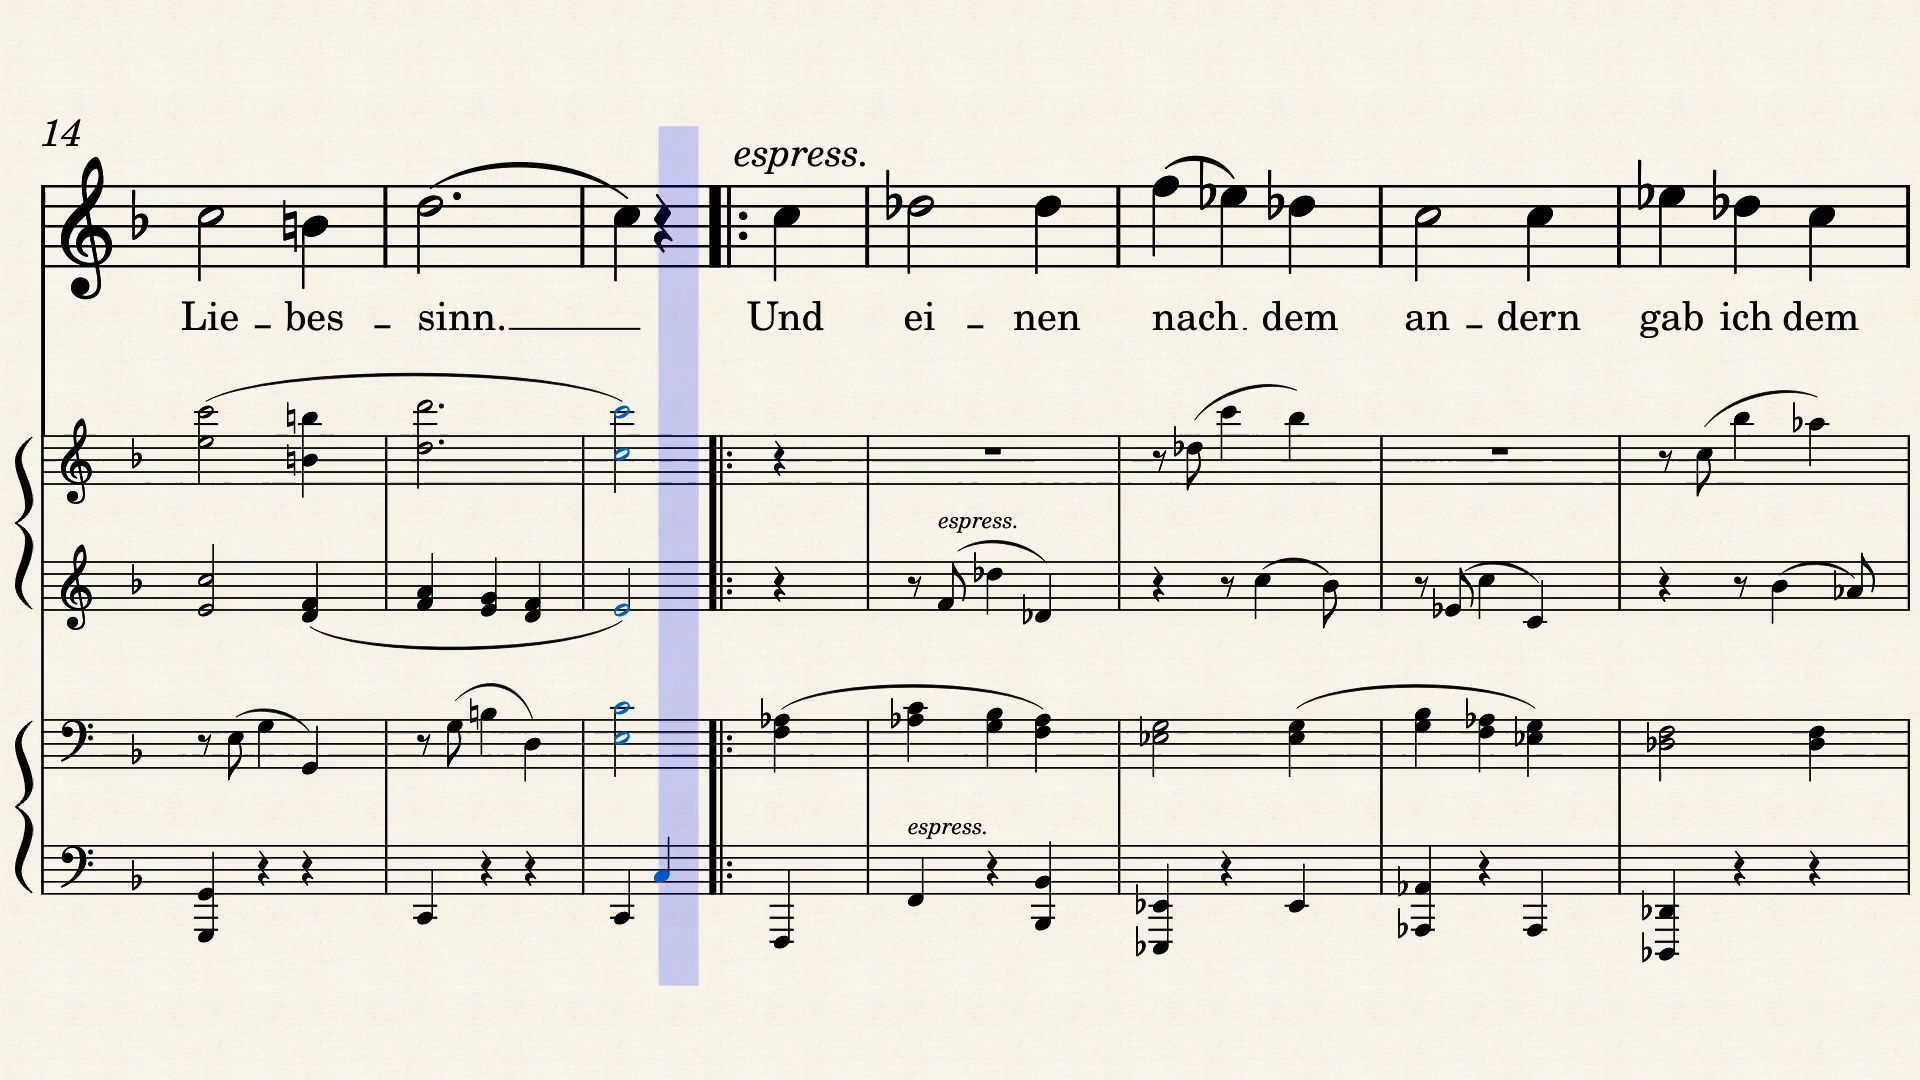 14
espress.
Lie - bes - sinn. Und ei - nen nach. dem an - dern gab ich dem
espress.
espress.